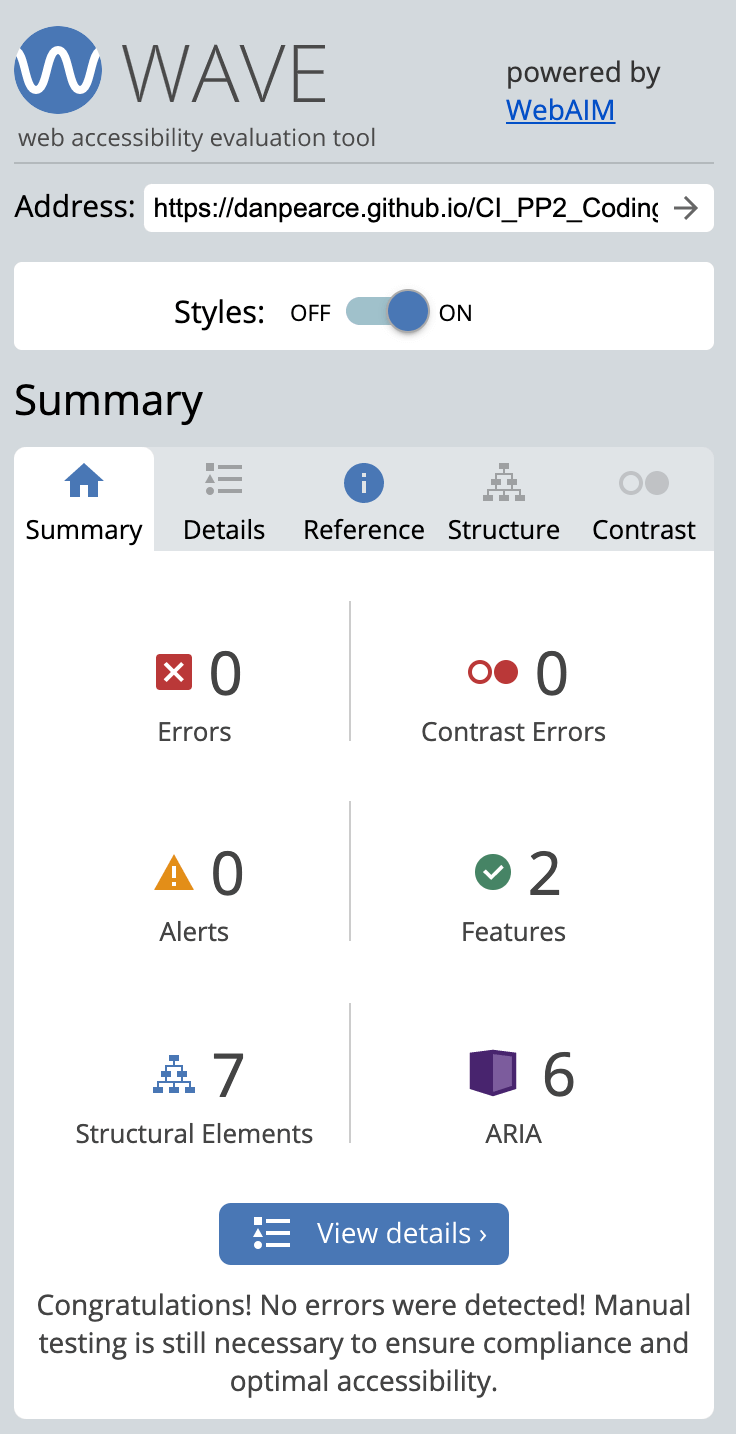 WAVE
web accessibility evaluation tool
powered by
WebAIM
Address: https://danpearce.github.io/CI_PP2_Coding
Styles: OFF ON
Summary
Summary Details Reference Structure Contrast
0 0
Errors Contrast Errors
0 2
Alerts Features
7 6
Structural Elements ARIA
View details ›
Congratulations! No errors were detected! Manual
testing is still necessary to ensure compliance and
optimal accessibility.